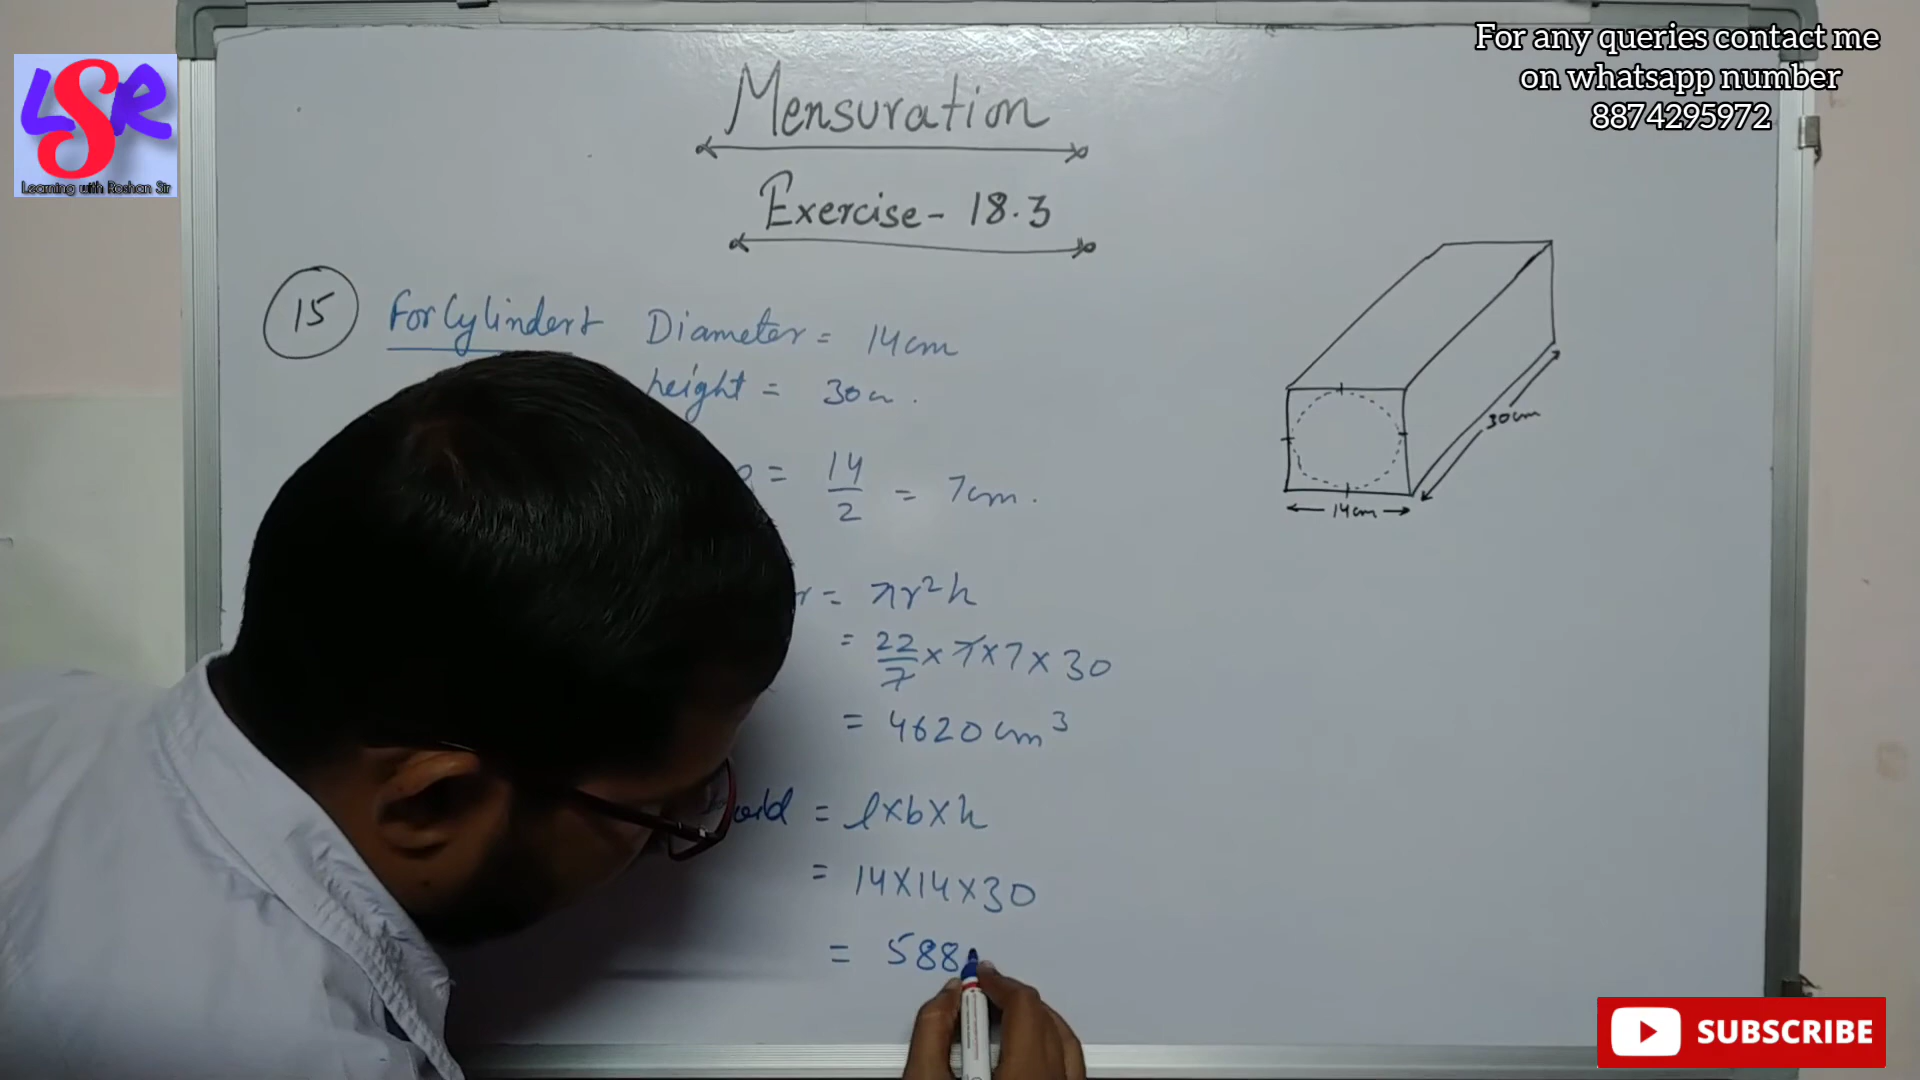 For any queries contact me
on whatsapp number
8874295972
LSR
Learning with Roshan Sir
Mensuration
Exercise - 18.3
15 For Cylinder Diameter = 14cm
height = 30c .
= 14/2 = 7cm .
r = πr²h
= 22/7 × 7 × 7 × 30
= 4620 cm³
= l×b×h
= 14×14×30
= 588
30cm
14cm
SUBSCRIBE